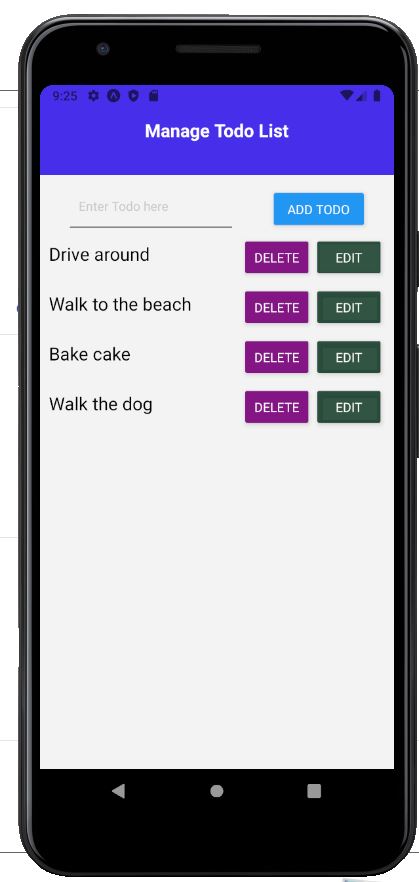 9:25
Manage Todo List
Enter Todo here ADD TODO
Drive around DELETE EDIT
Walk to the beach DELETE EDIT
Bake cake DELETE EDIT
Walk the dog DELETE EDIT